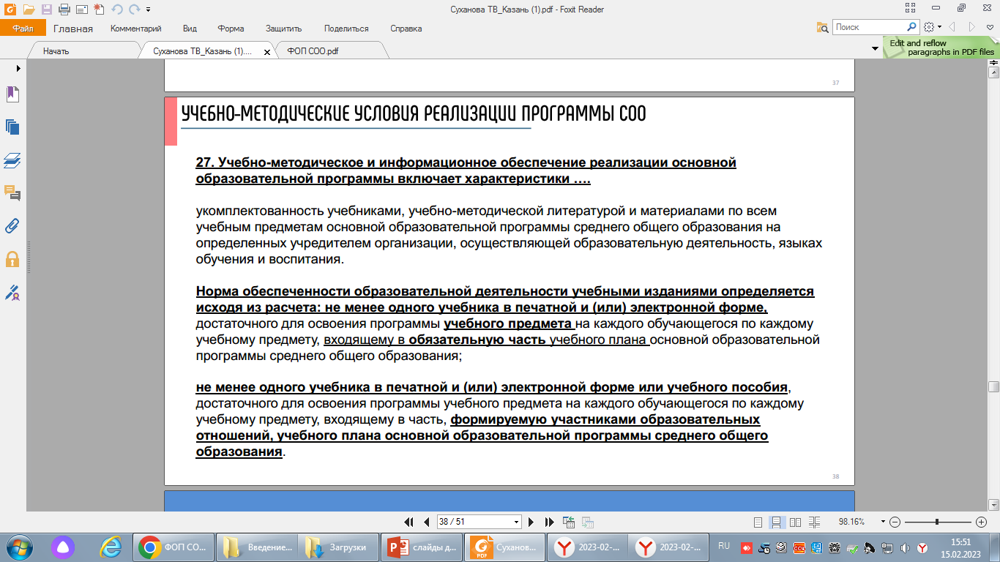 Суханова ТВ_Казань (1).pdf - Foxit Reader
Файл Главная Комментарий Вид Форма Защитить Поделиться Справка Поиск
Начать Суханова ТВ_Казань (1).... ФОП СОО.pdf
Edit and reflow
paragraphs in PDF files
37
УЧЕБНО-МЕТОДИЧЕСКИЕ УСЛОВИЯ РЕАЛИЗАЦИИ ПРОГРАММЫ СОО
27. Учебно-методическое и информационное обеспечение реализации основной
образовательной программы включает характеристики ….
укомплектованность учебниками, учебно-методической литературой и материалами по всем
учебным предметам основной образовательной программы среднего общего образования на
определенных учредителем организации, осуществляющей образовательную деятельность, языках
обучения и воспитания.
Норма обеспеченности образовательной деятельности учебными изданиями определяется
исходя из расчета: не менее одного учебника в печатной и (или) электронной форме,
достаточного для освоения программы учебного предмета на каждого обучающегося по каждому
учебному предмету, входящему в обязательную часть учебного плана основной образовательной
программы среднего общего образования;
не менее одного учебника в печатной и (или) электронной форме или учебного пособия,
достаточного для освоения программы учебного предмета на каждого обучающегося по каждому
учебному предмету, входящему в часть, формируемую участниками образовательных
отношений, учебного плана основной образовательной программы среднего общего
образования.
38
38 / 51 98.16%
ФОП СО... Введение... Загрузки слайды д... Суханов... 2023-02-... 2023-02-... RU 15:51
15.02.2023